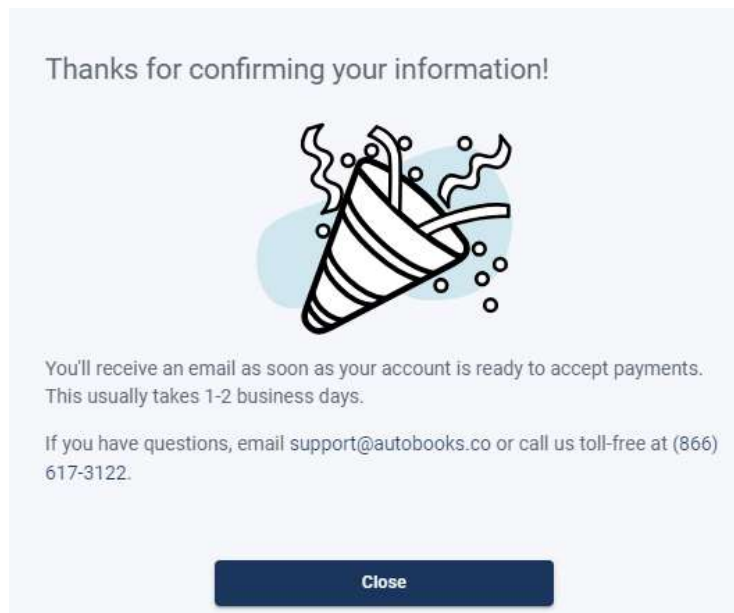 Thanks for confirming your information!
You'll receive an email as soon as your account is ready to accept payments.
This usually takes 1-2 business days.
If you have questions, email support@autobooks.co or call us toll-free at (866)
617-3122.
Close